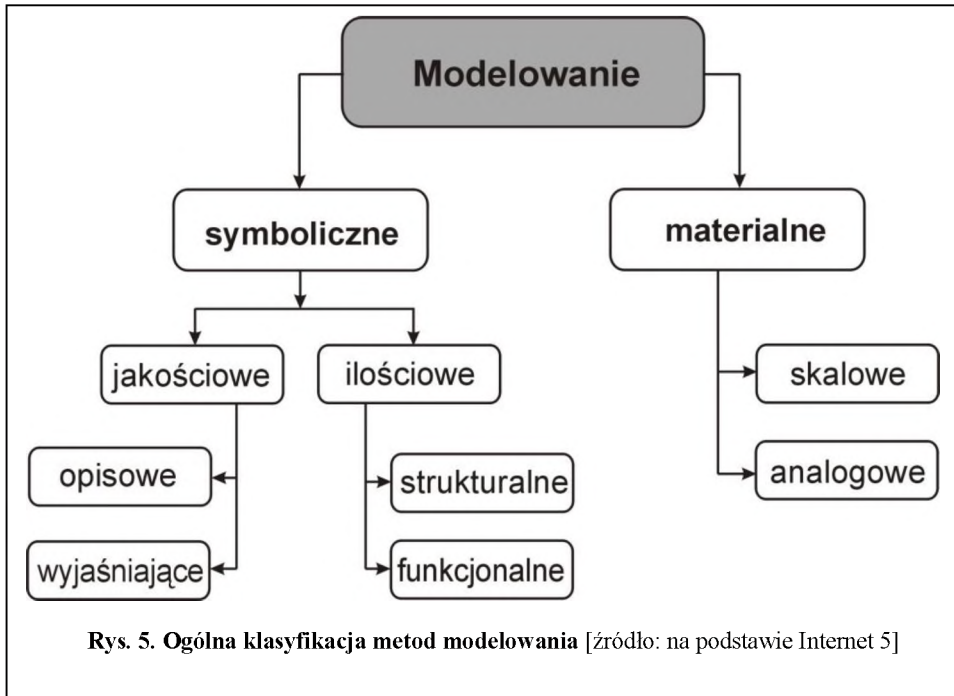 Modelowanie
symboliczne
materialne
jakościowe
ilościowe
skalowe
opisowe
strukturalne
analogowe
wyjaśniające
funkcjonalne
Rys. 5. Ogólna klasyfikacja metod modelowania [źródło: na podstawie Internet 5]